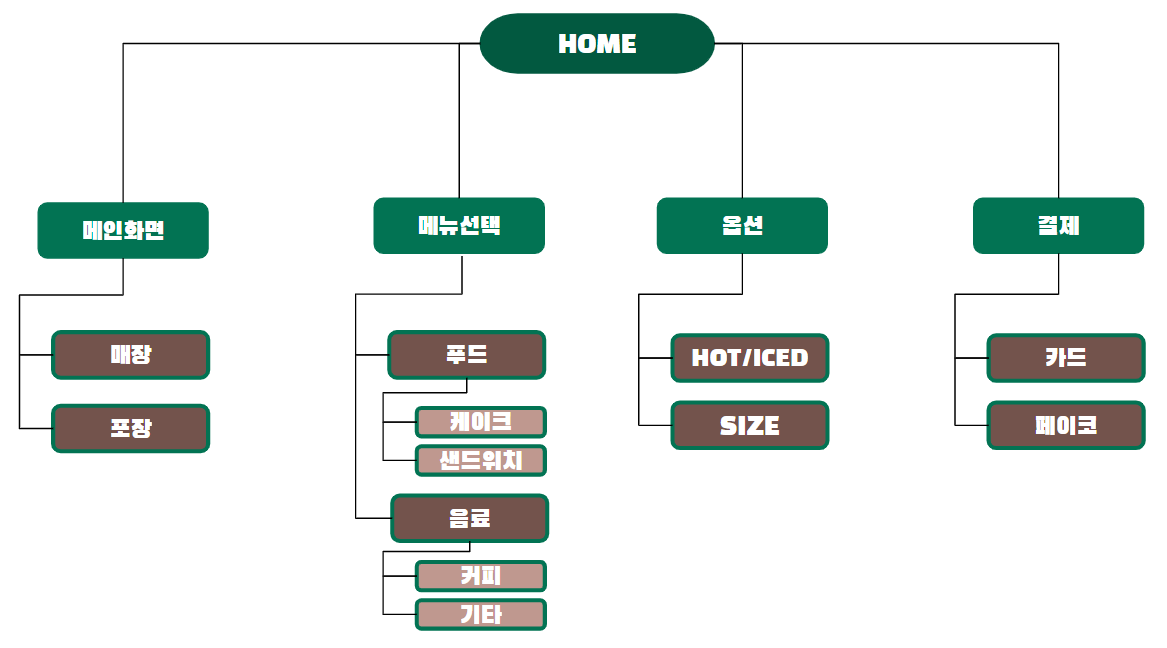 HOME
메인화면
메뉴선택
옵션
결제
매장
포장
푸드
케이크
샌드위치
음료
커피
기타
HOT/ICED
SIZE
카드
페이코